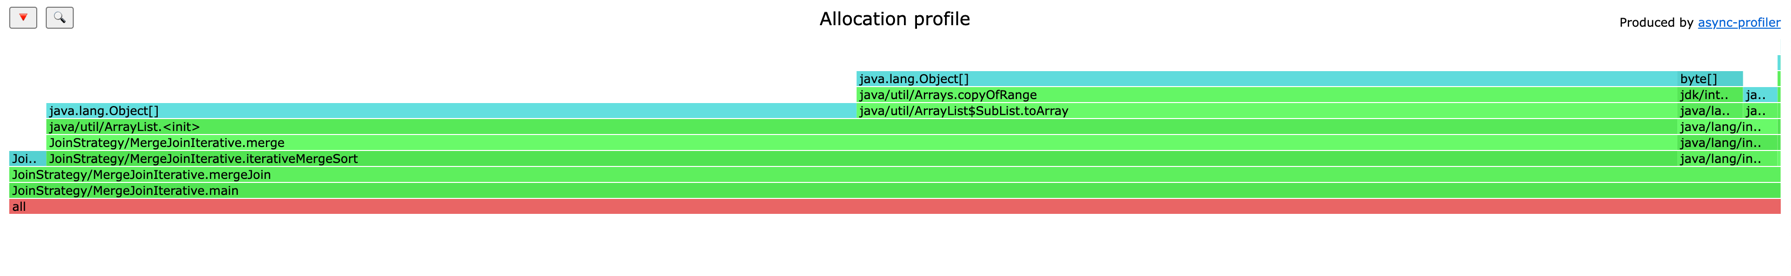 Allocation profile
Produced by async-profiler
java.lang.Object[] byte[]
java/util/Arrays.copyOfRange jdk/int.. ja..
java.lang.Object[] java/util/ArrayList$SubList.toArray java/la.. ja..
java/util/ArrayList.<init> java/lang/in..
JoinStrategy/MergeJoinIterative.merge java/lang/in..
Joi.. JoinStrategy/MergeJoinIterative.iterativeMergeSort java/lang/in..
JoinStrategy/MergeJoinIterative.mergeJoin
JoinStrategy/MergeJoinIterative.main
all